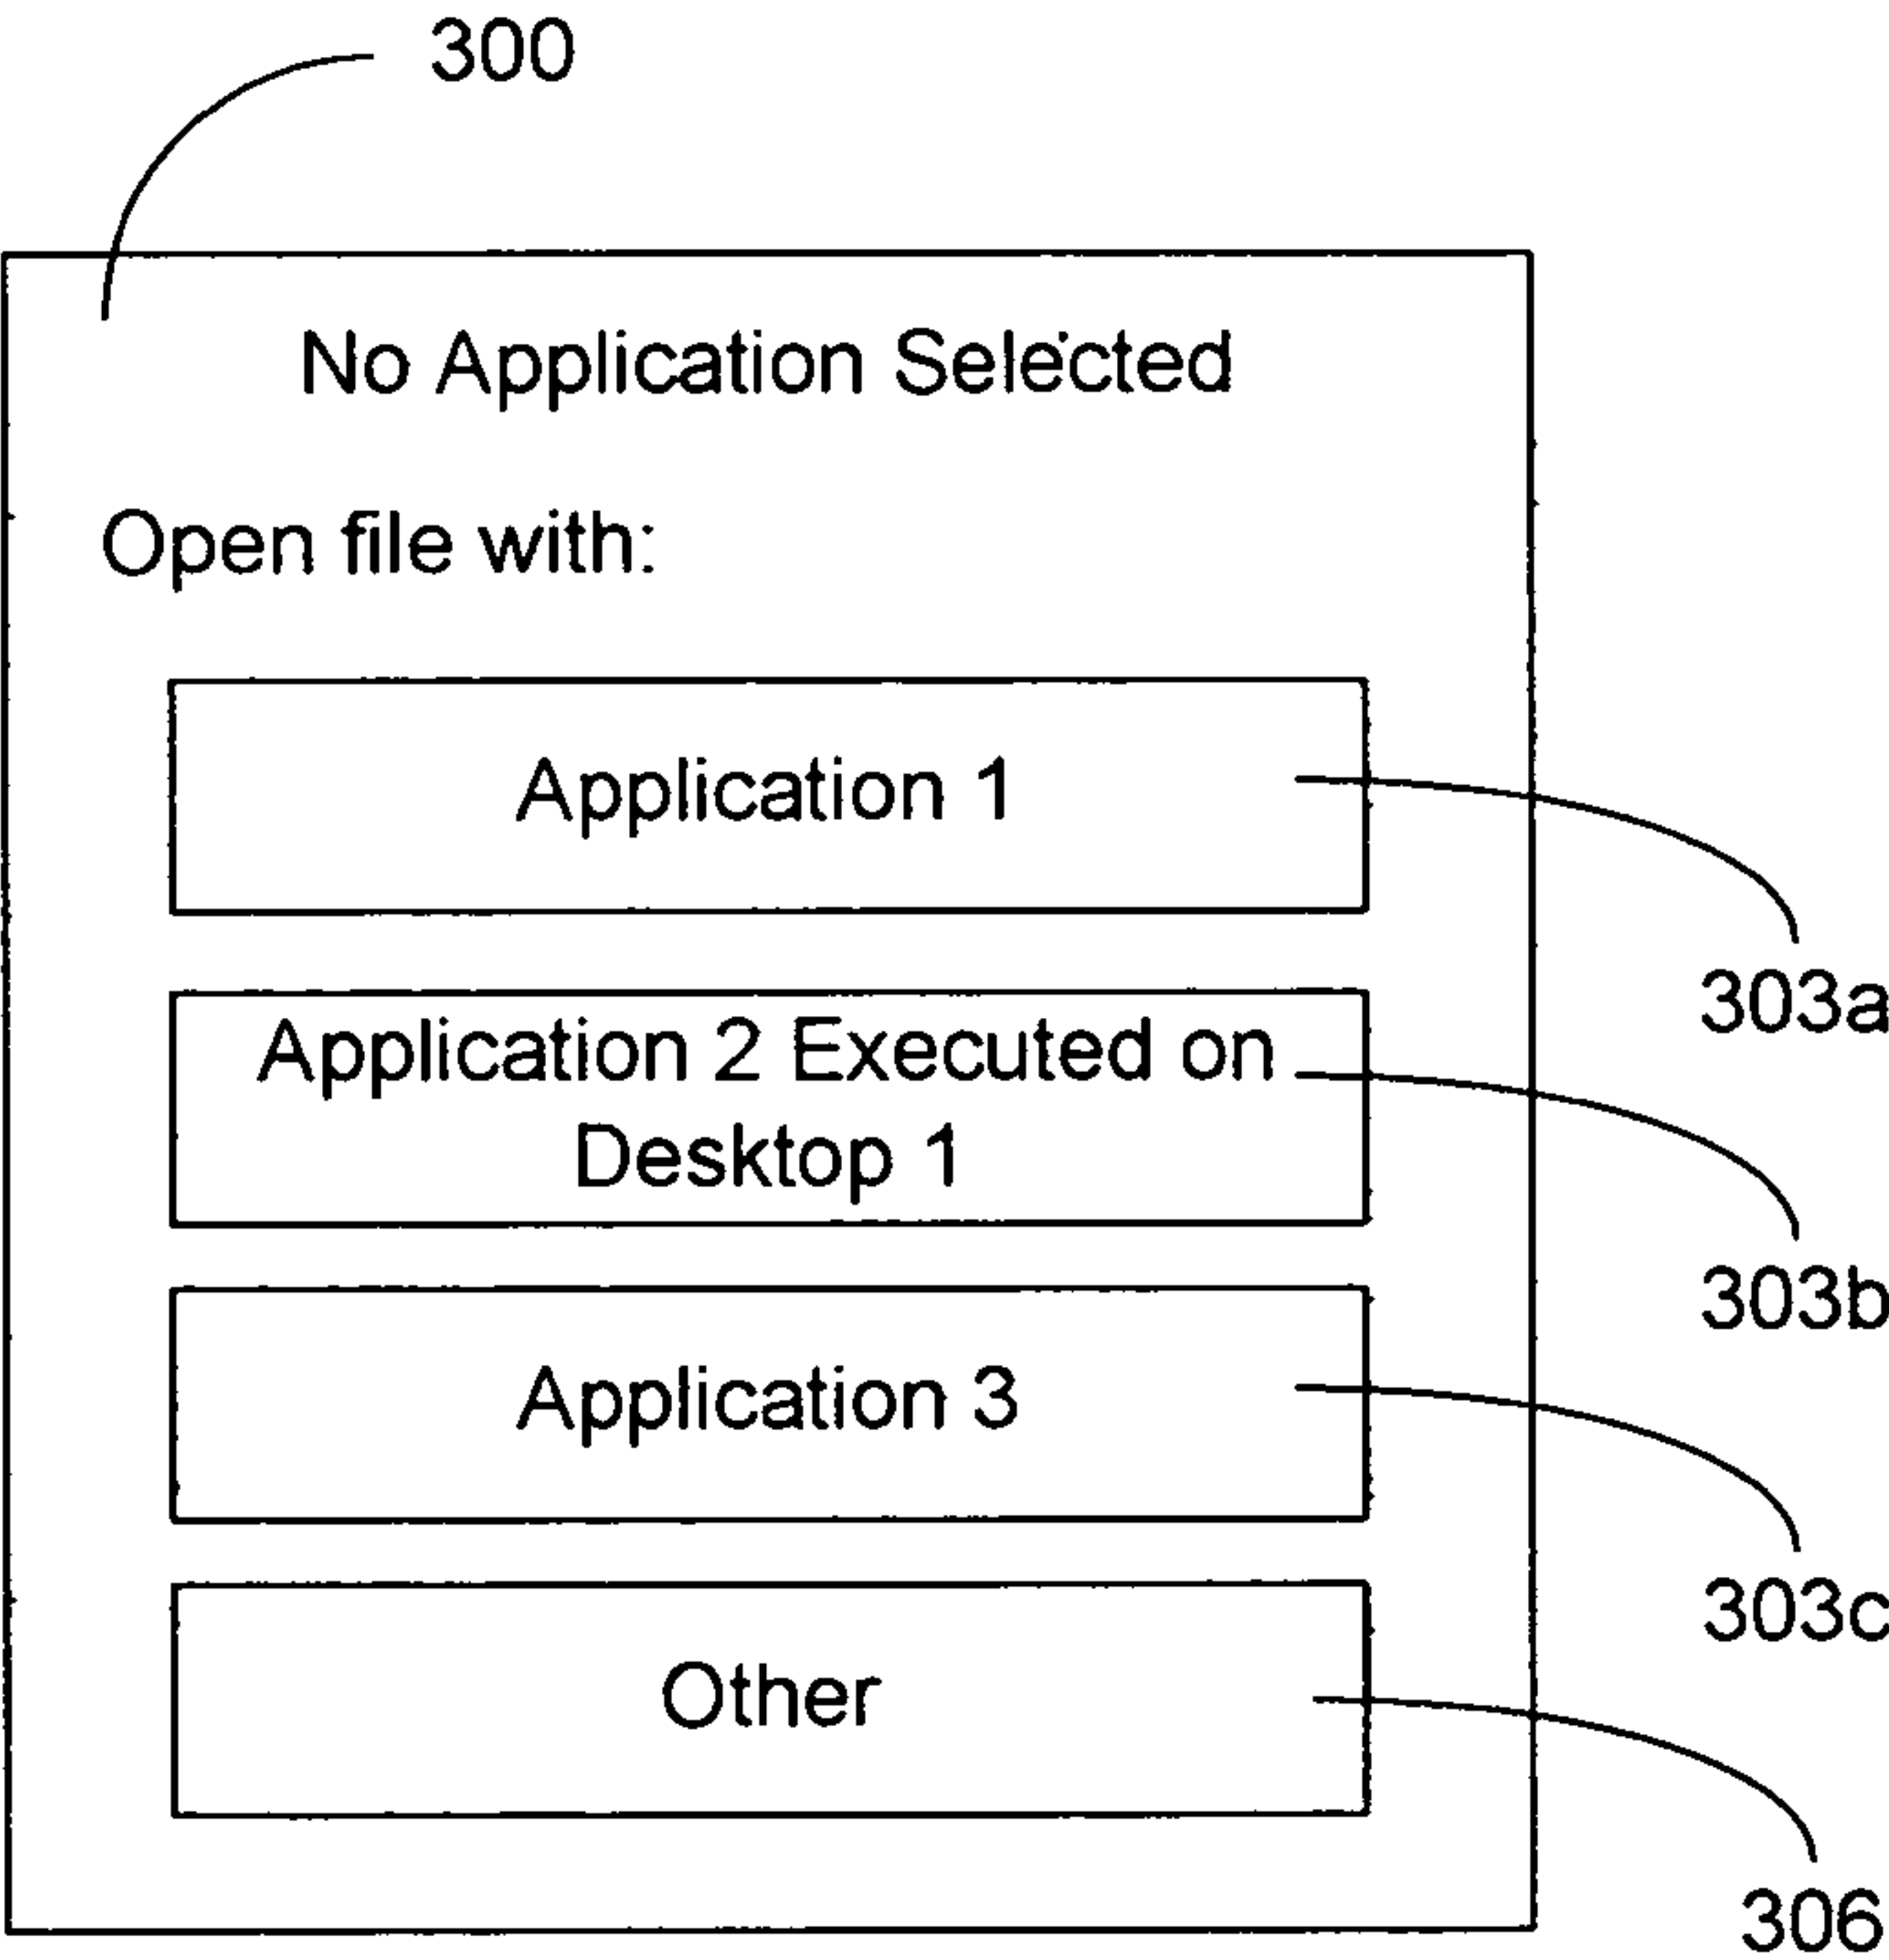 300
No Application Selected
Open file with:
Application 1
303a
Application 2 Executed on
Desktop 1
303b
Application 3
303c
Other
306